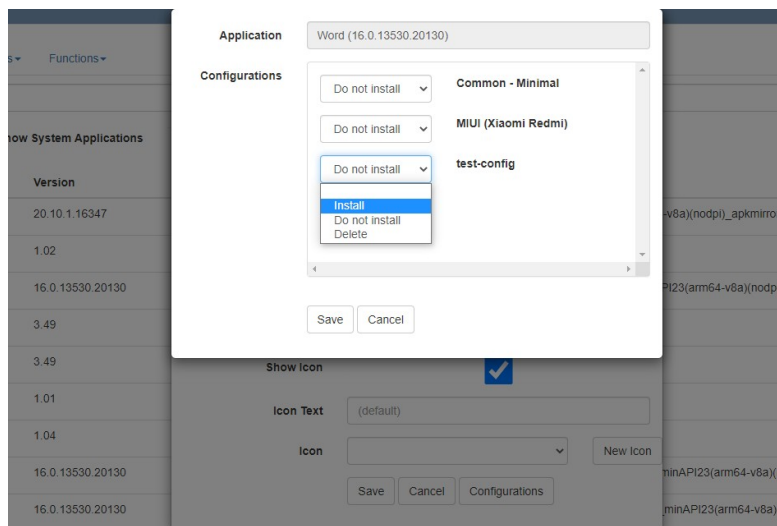 Application Word (16.0.13530.20130)
Configurations
Do not install Common - Minimal
Do not install MIUI (Xiaomi Redmi)
Do not install test-config
Install
Do not install
Delete
Save Cancel
Functions
now System Applications
Version
20.10.1.16347 -v8a)(nodpi)_apkmirro
1.02
16.0.13530.20130 PI23(arm64-v8a)(nodp
3.49
3.49 Show Icon
1.01 Icon Text (default)
1.04 Icon New Icon
16.0.13530.20130 minAPI23(arm64-v8a)(
Save Cancel Configurations
16.0.13530.20130 _minAPI23(arm64-v8a)